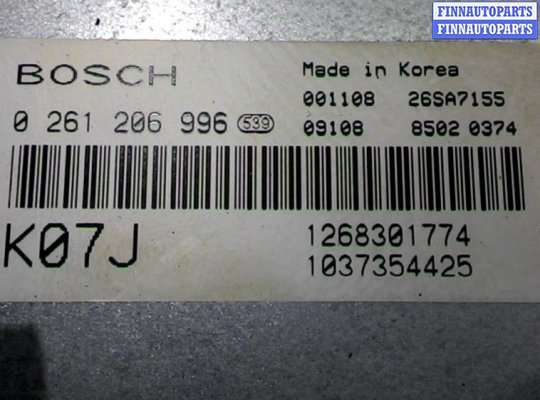 FINNAUTOPARTS
FINNAUTOPARTS
BOSCH
Made in Korea
001108 26SA7155
0 261 206 996 539
09108 8502 0374
K07J
1268301774
1037354425